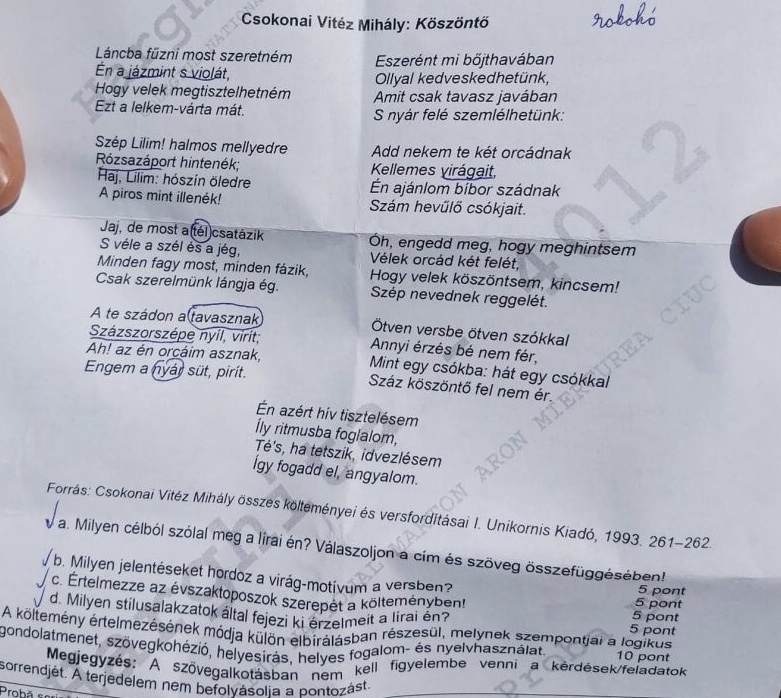 Csokonai Vitéz Mihály: Köszöntő
rokokó
Láncba fűzni most szeretném
Én a jázmint s violát,
Hogy velek megtisztelhetném
Ezt a lelkem-várta mát.
Szép Lilim! halmos mellyedre
Rózsazáport hinteném;
Haj, Lilim: hószín öledre
A piros mint illenék!
Jaj, de most a tél csatázik
S véle a szél és a jég,
Minden fagy most, minden fázik,
Csak szerelmünk lángja ég.
A te szádon a tavasznak
Százszorszépe nyíl, virít;
Ah! az én orcáim asznak,
Engem a nyár süt, pirít.
Eszerént mi bőjthavában
Ollyal kedveskedhetünk,
Amit csak tavasz javában
S nyár felé szemlélhetünk:
Add nekem te két orcádnak
Kellemes virágait,
Én ajánlom bíbor szádnak
Szám hevűlő csókjait.
Óh, engedd meg, hogy meghintsem
Vélek orcád két felét,
Hogy velek köszöntsem, kincsem!
Szép nevednek reggelét.
Ötven versbe ötven szókkal
Annyi érzés bé nem fér,
Mint egy csókba: hát egy csókkal
Száz köszöntő fel nem ér.
Én azért hív tisztelésem
Íly ritmusba foglalom,
Té's, ha tetszik, idvezlésem
Így fogadd el, angyalom.
Forrás: Csokonai Vitéz Mihály összes költeményei és versfordításai I. Unikornis Kiadó, 1993. 261–262.
a. Milyen célból szólal meg a lírai én? Válaszoljon a cím és szöveg összefüggésében!
5 pont
b. Milyen jelentéseket hordoz a virág-motívum a versben?
5 pont
c. Értelmezze az évszaktoposzok szerepét a költeményben!
5 pont
d. Milyen stílusalakzatok által fejezi ki érzelmeit a lírai én?
10 pont
A költemény értelmezésének módja külön elbírálásban részesül, melynek szempontjai a logikus
gondolatmenet, szövegkohézió, helyesírás, helyes fogalom- és nyelvhasználat.
Megjegyzés: A szövegalkotásban nem kell figyelembe venni a kérdések/feladatok
sorrendjét. A terjedelem nem befolyásolja a pontozást.